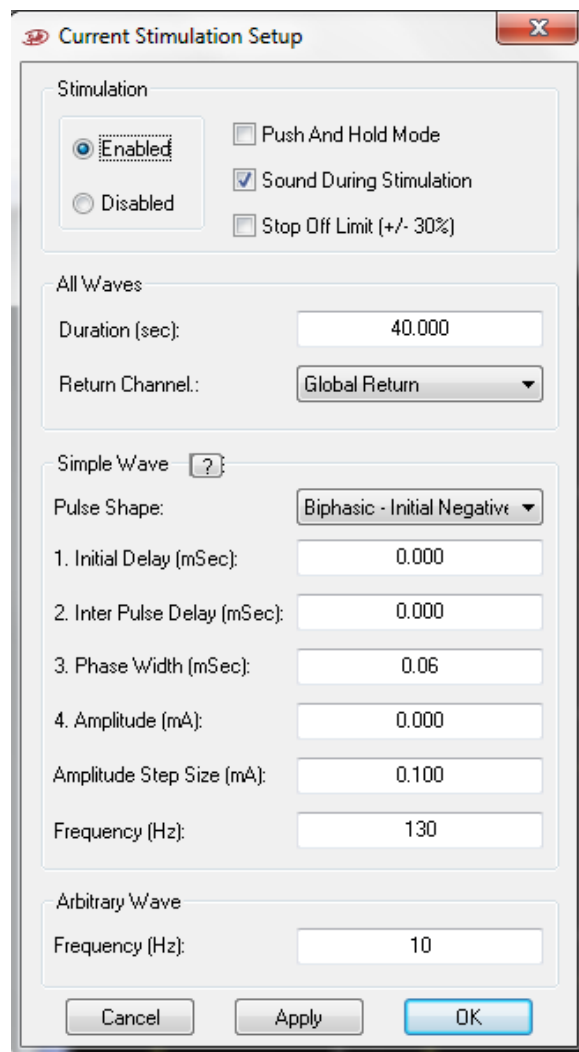 Current Stimulation Setup
Stimulation
Enabled
Disabled
Push And Hold Mode
Sound During Stimulation
Stop Off Limit (+/- 30%)
All Waves
Duration (sec): 40.000
Return Channel.: Global Return
Simple Wave ? :
Pulse Shape: Biphasic - Initial Negative
1. Initial Delay (mSec): 0.000
2. Inter Pulse Delay (mSec): 0.000
3. Phase Width (mSec): 0.06
4. Amplitude (mA): 0.000
Amplitude Step Size (mA): 0.100
Frequency (Hz): 130
Arbitrary Wave
Frequency (Hz): 10
Cancel Apply OK